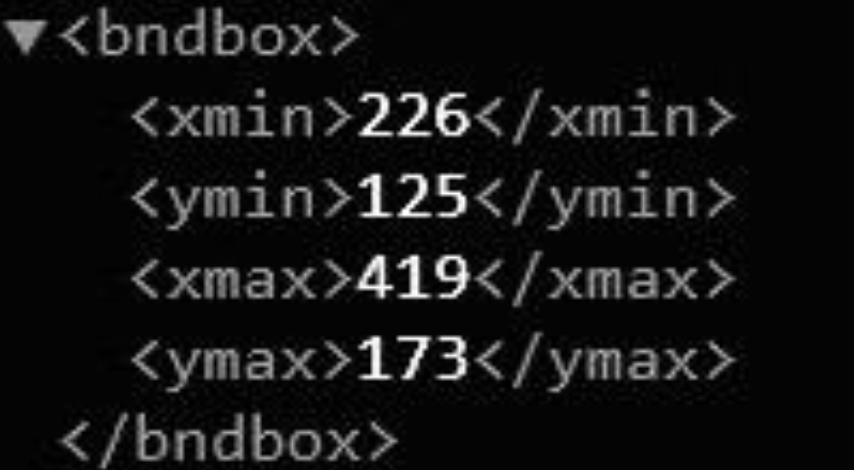 ▼<bndbox>
<xmin>226</xmin>
<ymin>125</ymin>
<xmax>419</xmax>
<ymax>173</ymax>
</bndbox>